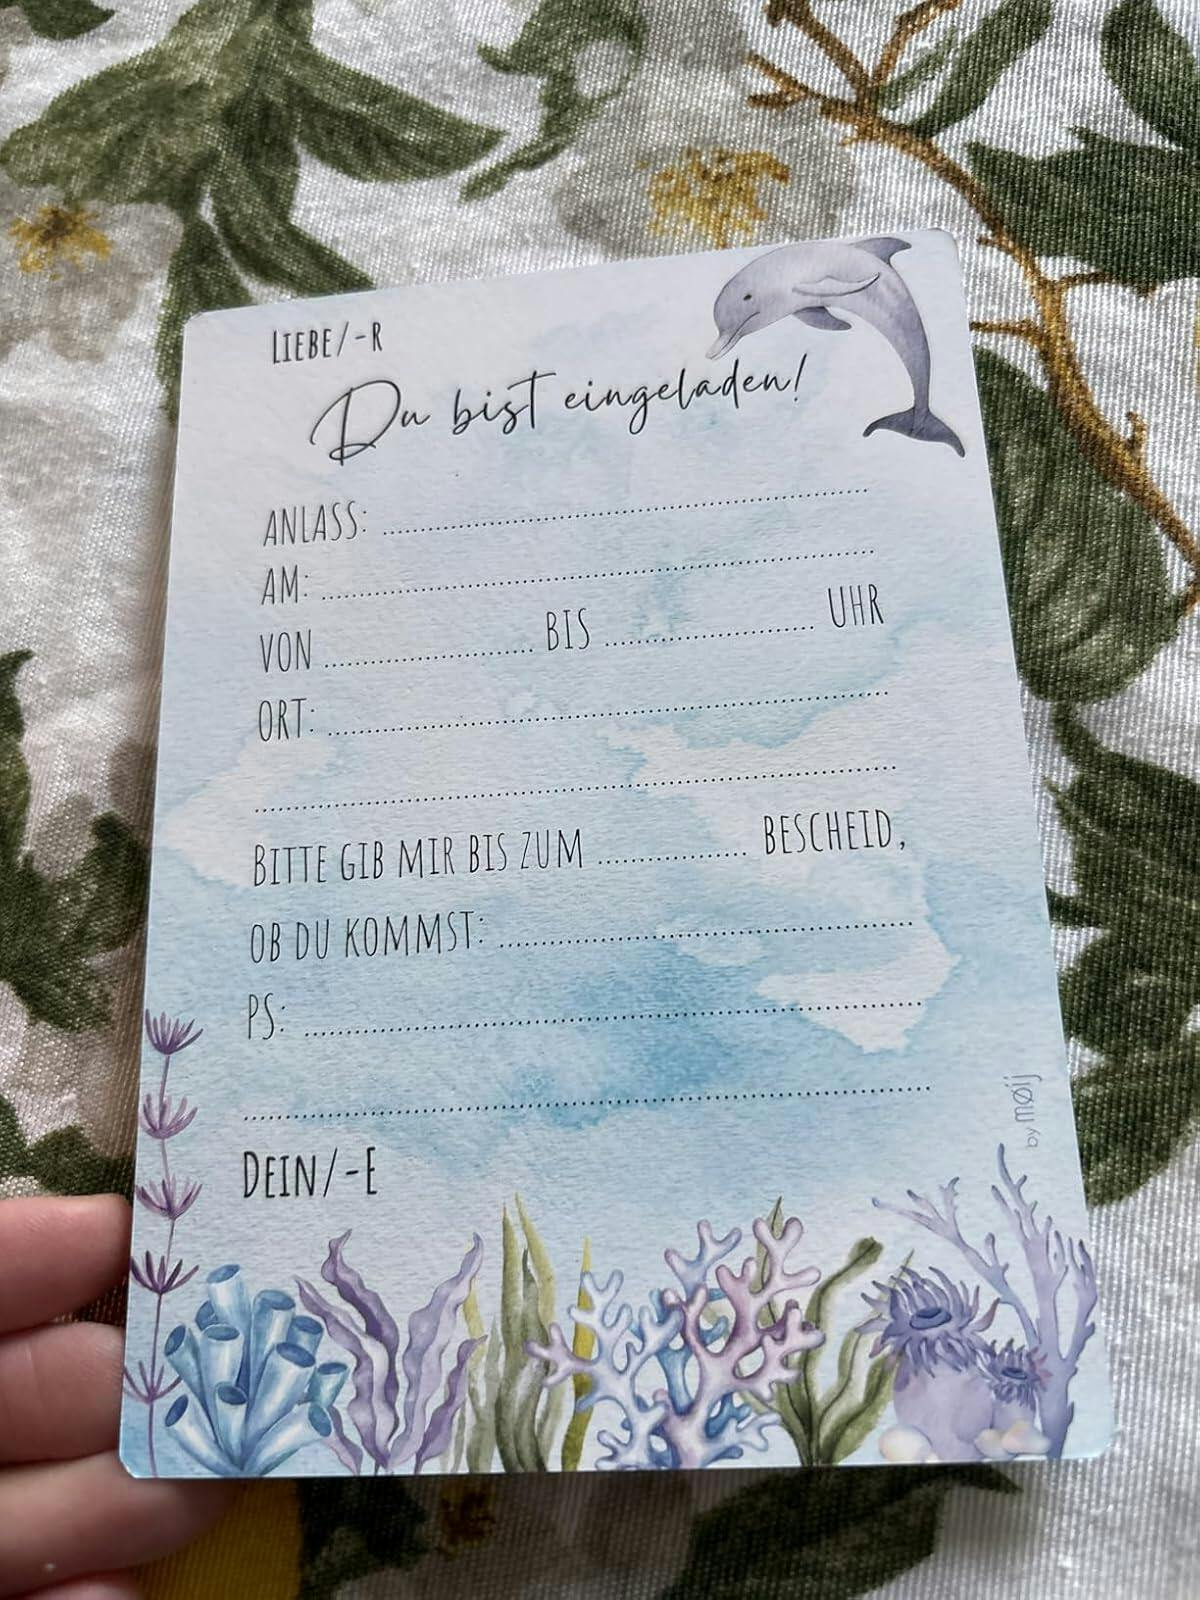 LIEBE/-R
Du bist eingeladen!
ANLASS: ................................................................
AM: ................................................................
VON ........................... BIS ........................... UHR
ORT: ................................................................
................................................................
BITTE GIB MIR BIS ZUM .................. BESCHEID,
OB DU KOMMST: ................................................
PS: ................................................................
................................................................
DEIN/-E
by møij